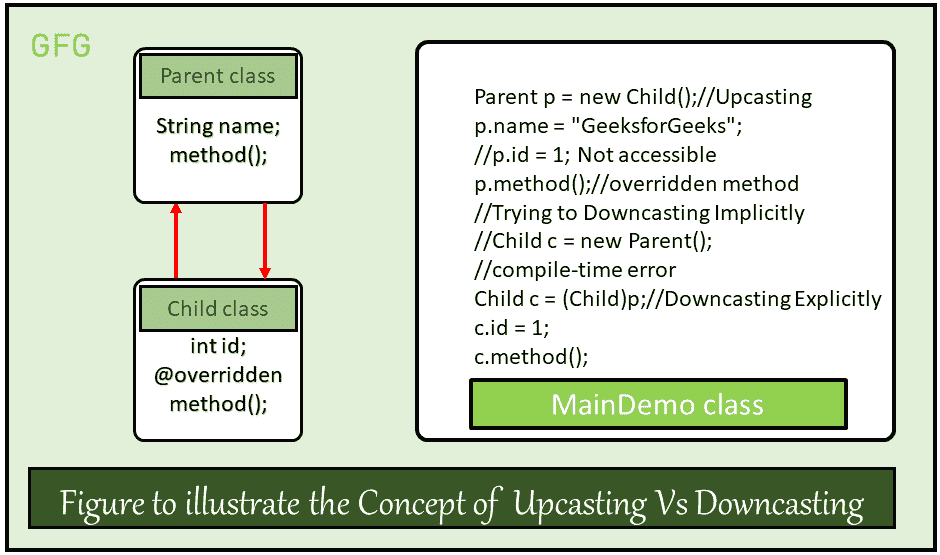 GFG
Parent class
String name;
method();
Child class
int id;
@overridden
method();
Parent p = new Child();//Upcasting
p.name = "GeeksforGeeks";
//p.id = 1; Not accessible
p.method();//overridden method
//Trying to Downcasting Implicitly
//Child c = new Parent();
//compile-time error
Child c = (Child)p;//Downcasting Explicitly
c.id = 1;
c.method();
MainDemo class
Figure to illustrate the Concept of Upcasting Vs Downcasting